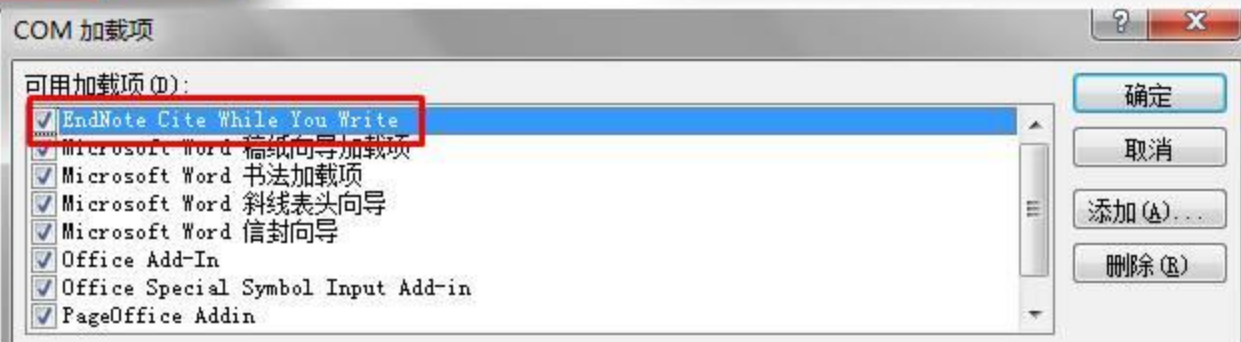 COM 加载项
可用加载项(D):
EndNote Cite While You Write
Microsoft Word 稿纸向导加载项
Microsoft Word 书法加载项
Microsoft Word 斜线表头向导
Microsoft Word 信封向导
Office Add-In
Office Special Symbol Input Add-in
PageOffice Addin
确定
取消
添加(A)...
删除(R)